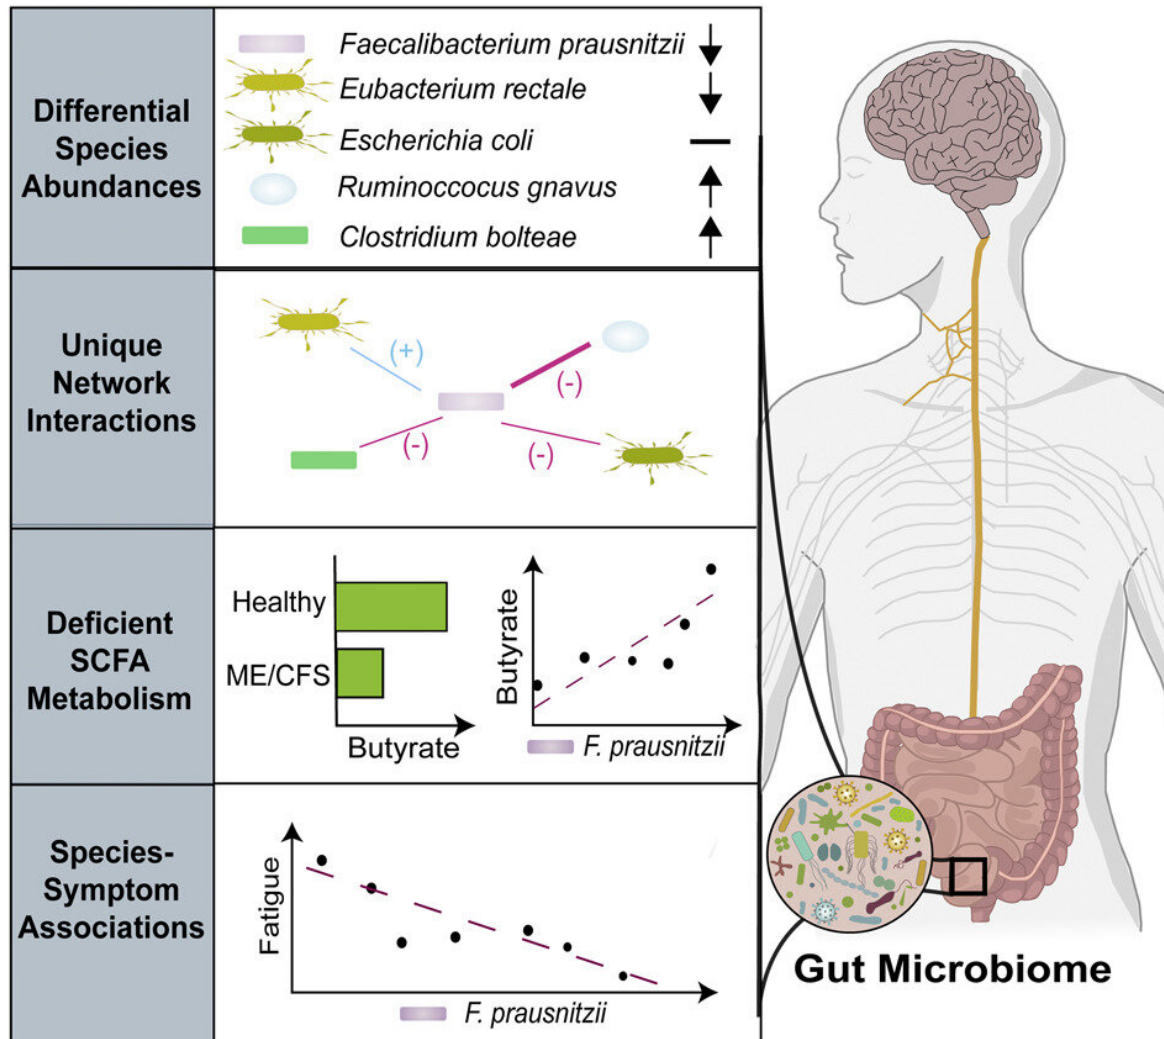 Differential
Species
Abundances
Faecalibacterium prausnitzii
Eubacterium rectale
Escherichia coli
Ruminoccocus gnavus
Clostridium bolteae
Unique
Network
Interactions
(+)
(-)
(-)
(-)
Deficient
SCFA
Metabolism
Healthy
ME/CFS
Butyrate
Butyrate
F. prausnitzii
Species-
Symptom
Associations
Fatigue
F. prausnitzii
Gut Microbiome